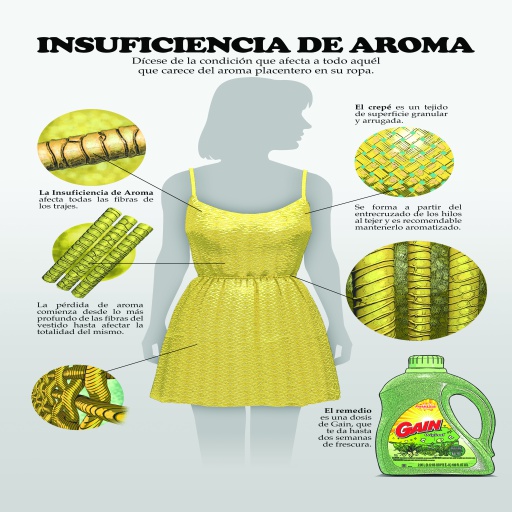 INSUFICIENCIA DE AROMA
Dícese de la condición que afecta a todo aquél
que carece del aroma placentero en su ropa.
El crepé es un tejido
de superficie granular
y arrugada.
La Insuficiencia de Aroma
afecta todas las fibras de
los trajes.
Se forma a partir del
entrecruzado de los hilos
al tejer y es recomendable
mantenerlo aromatizado.
La pérdida de aroma
comienza desde lo más
profundo de las fibras del
vestido hasta afectar la
totalidad del mismo.
El remedio
es una dosis
de Gain, que
te da hasta
dos semanas
de frescura.
GAIN